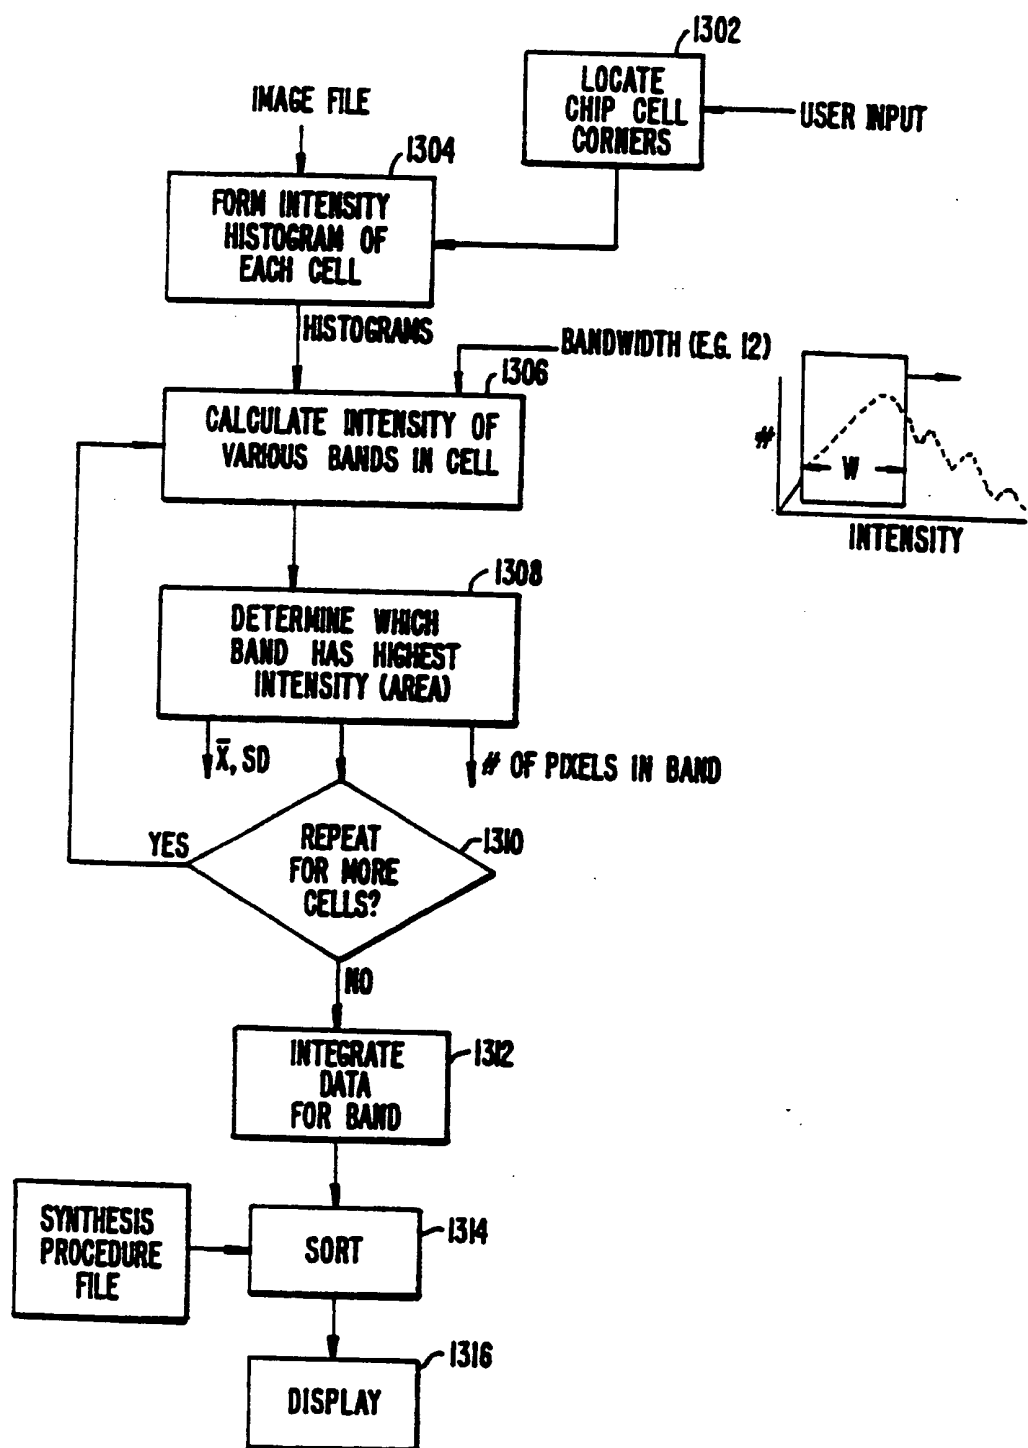 1302
LOCATE
CHIP CELL
CORNERS
USER INPUT
IMAGE FILE
1304
FORM INTENSITY
HISTOGRAM OF
EACH CELL
HISTOGRAMS
BANDWIDTH (E.G. 12)
1306
CALCULATE INTENSITY OF
VARIOUS BANDS IN CELL
#
W
INTENSITY
1308
DETERMINE WHICH
BAND HAS HIGHEST
INTENSITY (AREA)
X̅, SD
# OF PIXELS IN BAND
YES
REPEAT
FOR MORE
CELLS?
1310
NO
INTEGRATE
DATA
FOR BAND
1312
SYNTHESIS
PROCEDURE
FILE
SORT
1314
DISPLAY
1316